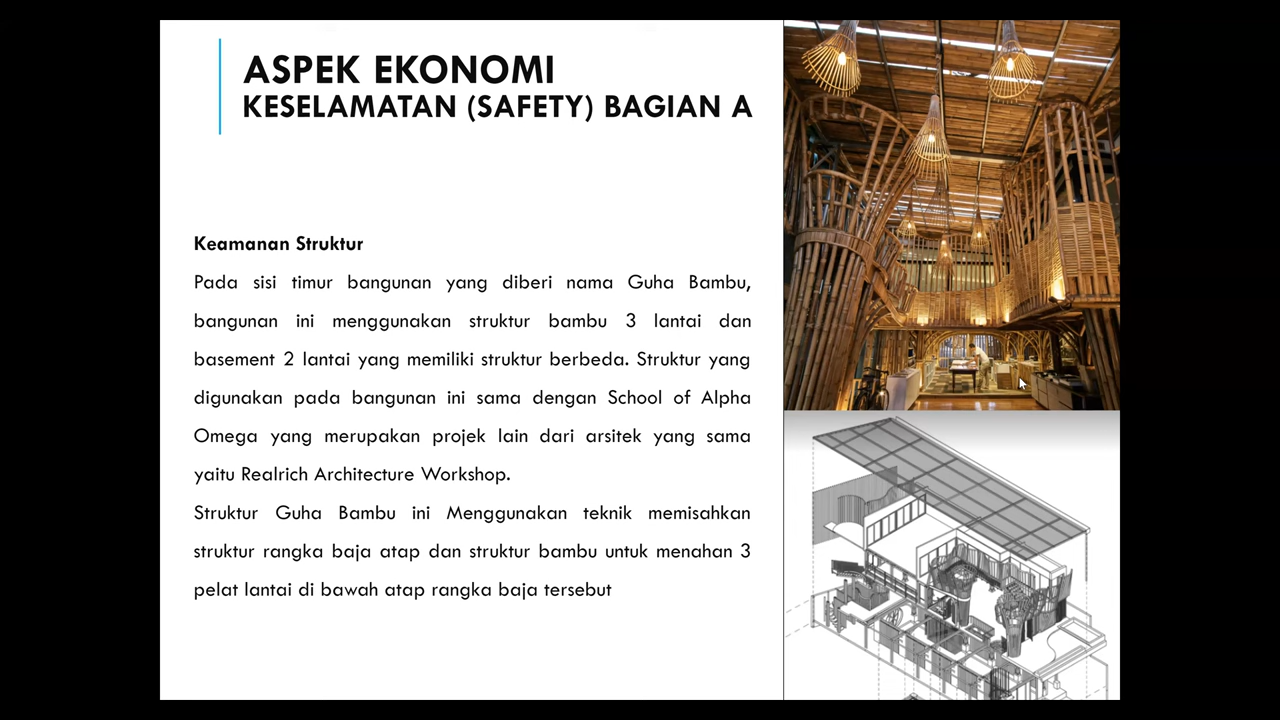 ASPEK EKONOMI
KESELAMATAN (SAFETY) BAGIAN A
Keamanan Struktur
Pada sisi timur bangunan yang diberi nama Guha Bambu,
bangunan ini menggunakan struktur bambu 3 lantai dan
basement 2 lantai yang memiliki struktur berbeda. Struktur yang
digunakan pada bangunan ini sama dengan School of Alpha
Omega yang merupakan projek lain dari arsitek yang sama
yaitu Realrich Architecture Workshop.
Struktur Guha Bambu ini Menggunakan teknik memisahkan
struktur rangka baja atap dan struktur bambu untuk menahan 3
pelat lantai di bawah atap rangka baja tersebut